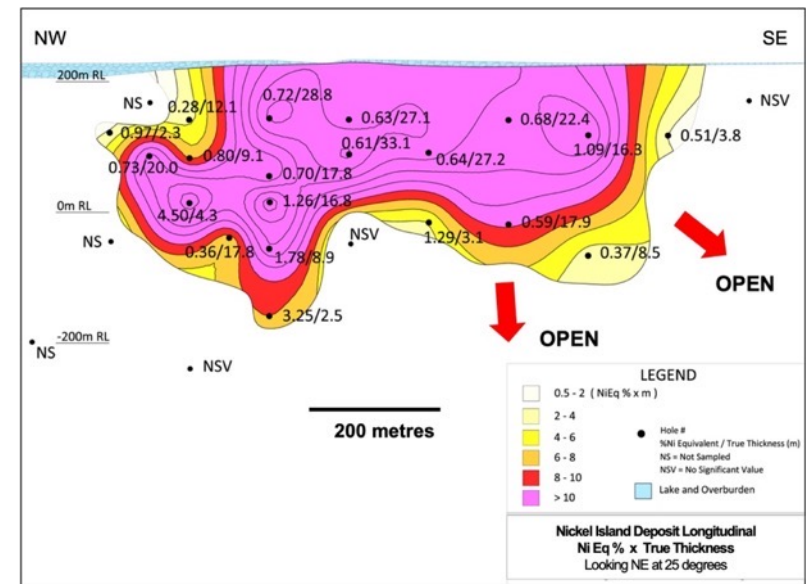 NW
SE
200m RL
NS
0.28/12.1
0.72/28.8
0.63/27.1
0.68/22.4
NSV
0.97/2.3
0.73/20.0
0.80/9.1
0.61/33.1
0.64/27.2
1.09/16.3
0.51/3.8
0.70/17.8
1.26/16.8
0m RL
4.50/4.3
0.59/17.9
NS
0.36/17.8
1.78/8.9
NSV
1.29/3.1
0.37/8.5
OPEN
3.25/2.5
OPEN
-200m RL
NS
NSV
200 metres
LEGEND
0.5 - 2 ( NiEq % x m )
2 - 4
4 - 6
6 - 8
8 - 10
> 10
Hole #
%Ni Equivalent / True Thickness (m)
NS = Not Sampled
NSV = No Significant Value
Lake and Overburden
Nickel Island Deposit Longitudinal
Ni Eq % x True Thickness
Looking NE at 25 degrees